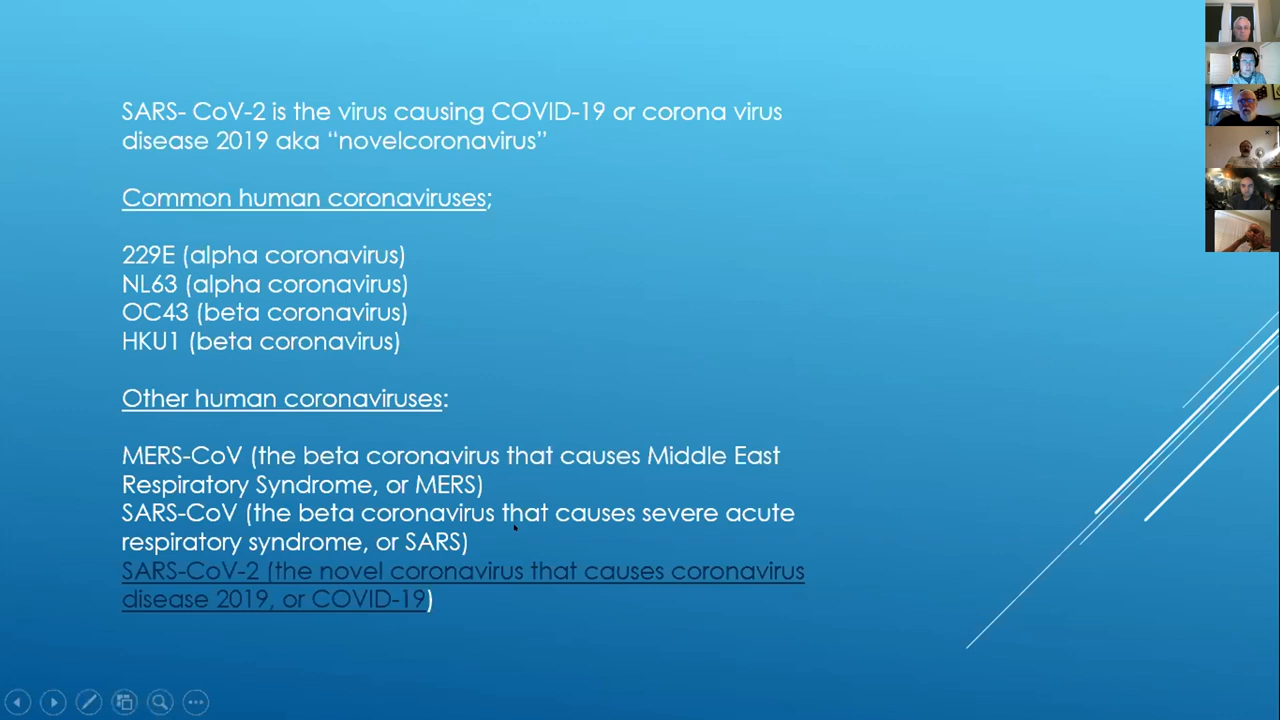 SARS- CoV-2 is the virus causing COVID-19 or corona virus
disease 2019 aka “novelcoronavirus”
Common human coronaviruses;
229E (alpha coronavirus)
NL63 (alpha coronavirus)
OC43 (beta coronavirus)
HKU1 (beta coronavirus)
Other human coronaviruses:
MERS-CoV (the beta coronavirus that causes Middle East
Respiratory Syndrome, or MERS)
SARS-CoV (the beta coronavirus that causes severe acute
respiratory syndrome, or SARS)
SARS-CoV-2 (the novel coronavirus that causes coronavirus
disease 2019, or COVID-19)